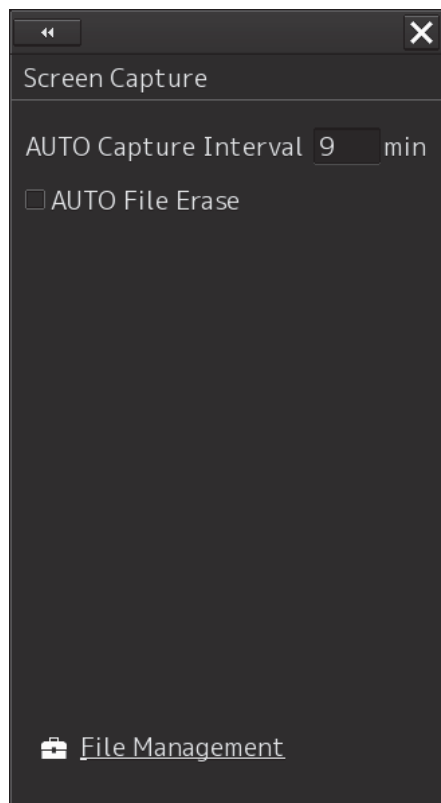 Screen Capture
AUTO Capture Interval 9 min
AUTO File Erase
File Management